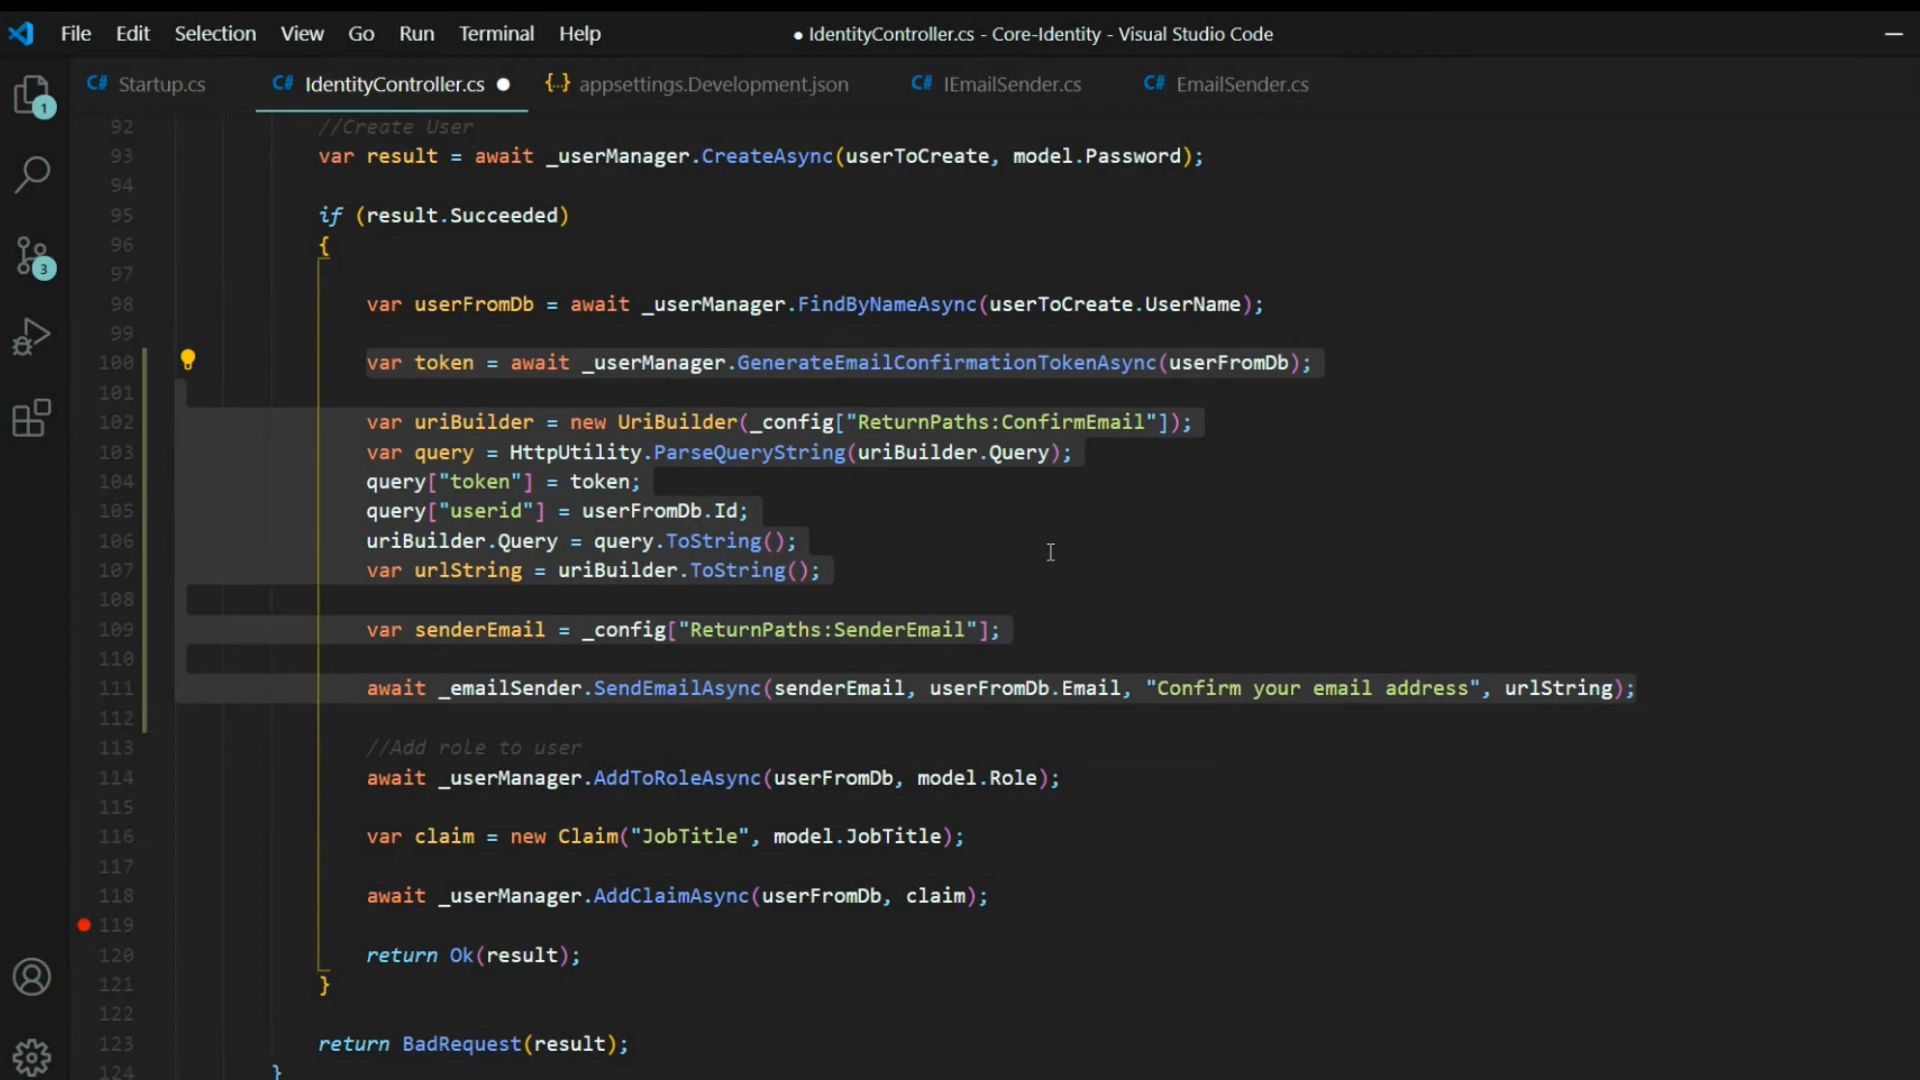 File Edit Selection View Go Run Terminal Help ● IdentityController.cs - Core-Identity - Visual Studio Code
C# Startup.cs C# IdentityController.cs ● {·} appsettings.Development.json C# IEmailSender.cs C# EmailSender.cs
1
3
92 //Create User
93 var result = await _userManager.CreateAsync(userToCreate, model.Password);
94
95 if (result.Succeeded)
96 {
97
98 var userFromDb = await _userManager.FindByNameAsync(userToCreate.UserName);
99
100 var token = await _userManager.GenerateEmailConfirmationTokenAsync(userFromDb);
101
102 var uriBuilder = new UriBuilder(_config["ReturnPaths:ConfirmEmail"]);
103 var query = HttpUtility.ParseQueryString(uriBuilder.Query);
104 query["token"] = token;
105 query["userid"] = userFromDb.Id;
106 uriBuilder.Query = query.ToString();
107 var urlString = uriBuilder.ToString();
108
109 var senderEmail = _config["ReturnPaths:SenderEmail"];
110
111 await _emailSender.SendEmailAsync(senderEmail, userFromDb.Email, "Confirm your email address", urlString);
112
113 //Add role to user
114 await _userManager.AddToRoleAsync(userFromDb, model.Role);
115
116 var claim = new Claim("JobTitle", model.JobTitle);
117
118 await _userManager.AddClaimAsync(userFromDb, claim);
119
120 return Ok(result);
121 }
122
123 return BadRequest(result);
124 }